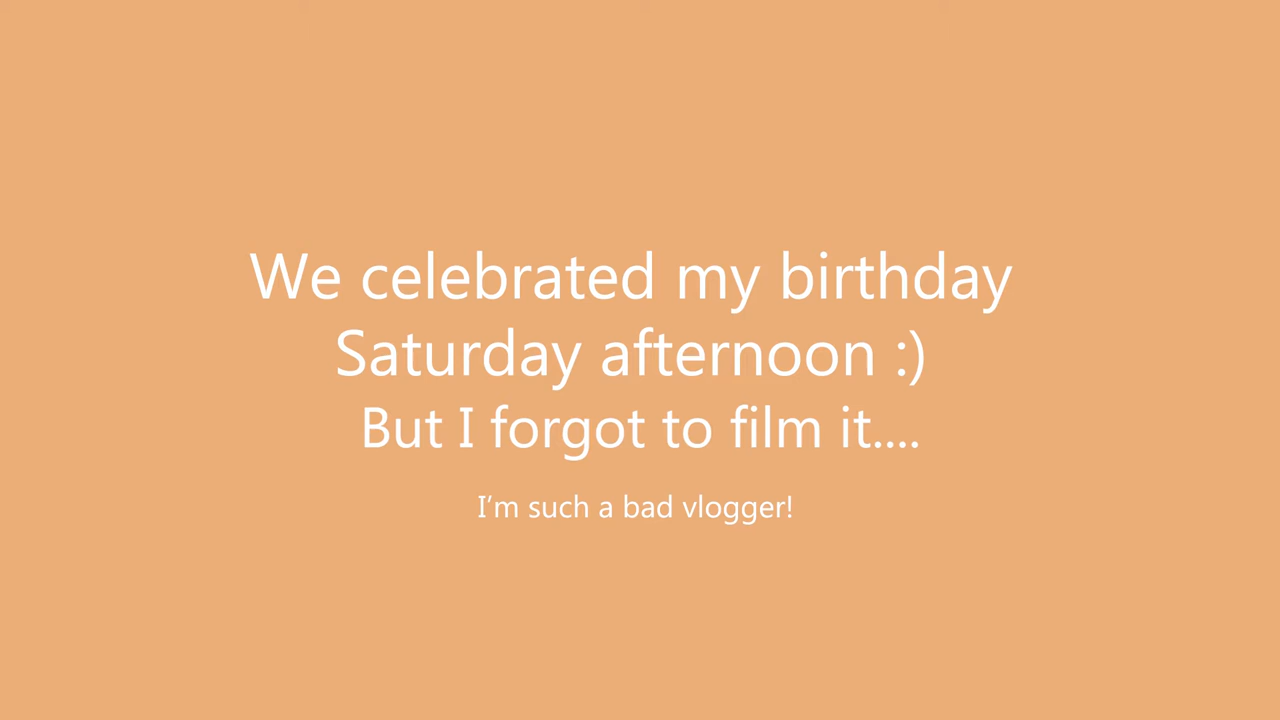 We celebrated my birthday
Saturday afternoon :)
But I forgot to film it....
I’m such a bad vlogger!